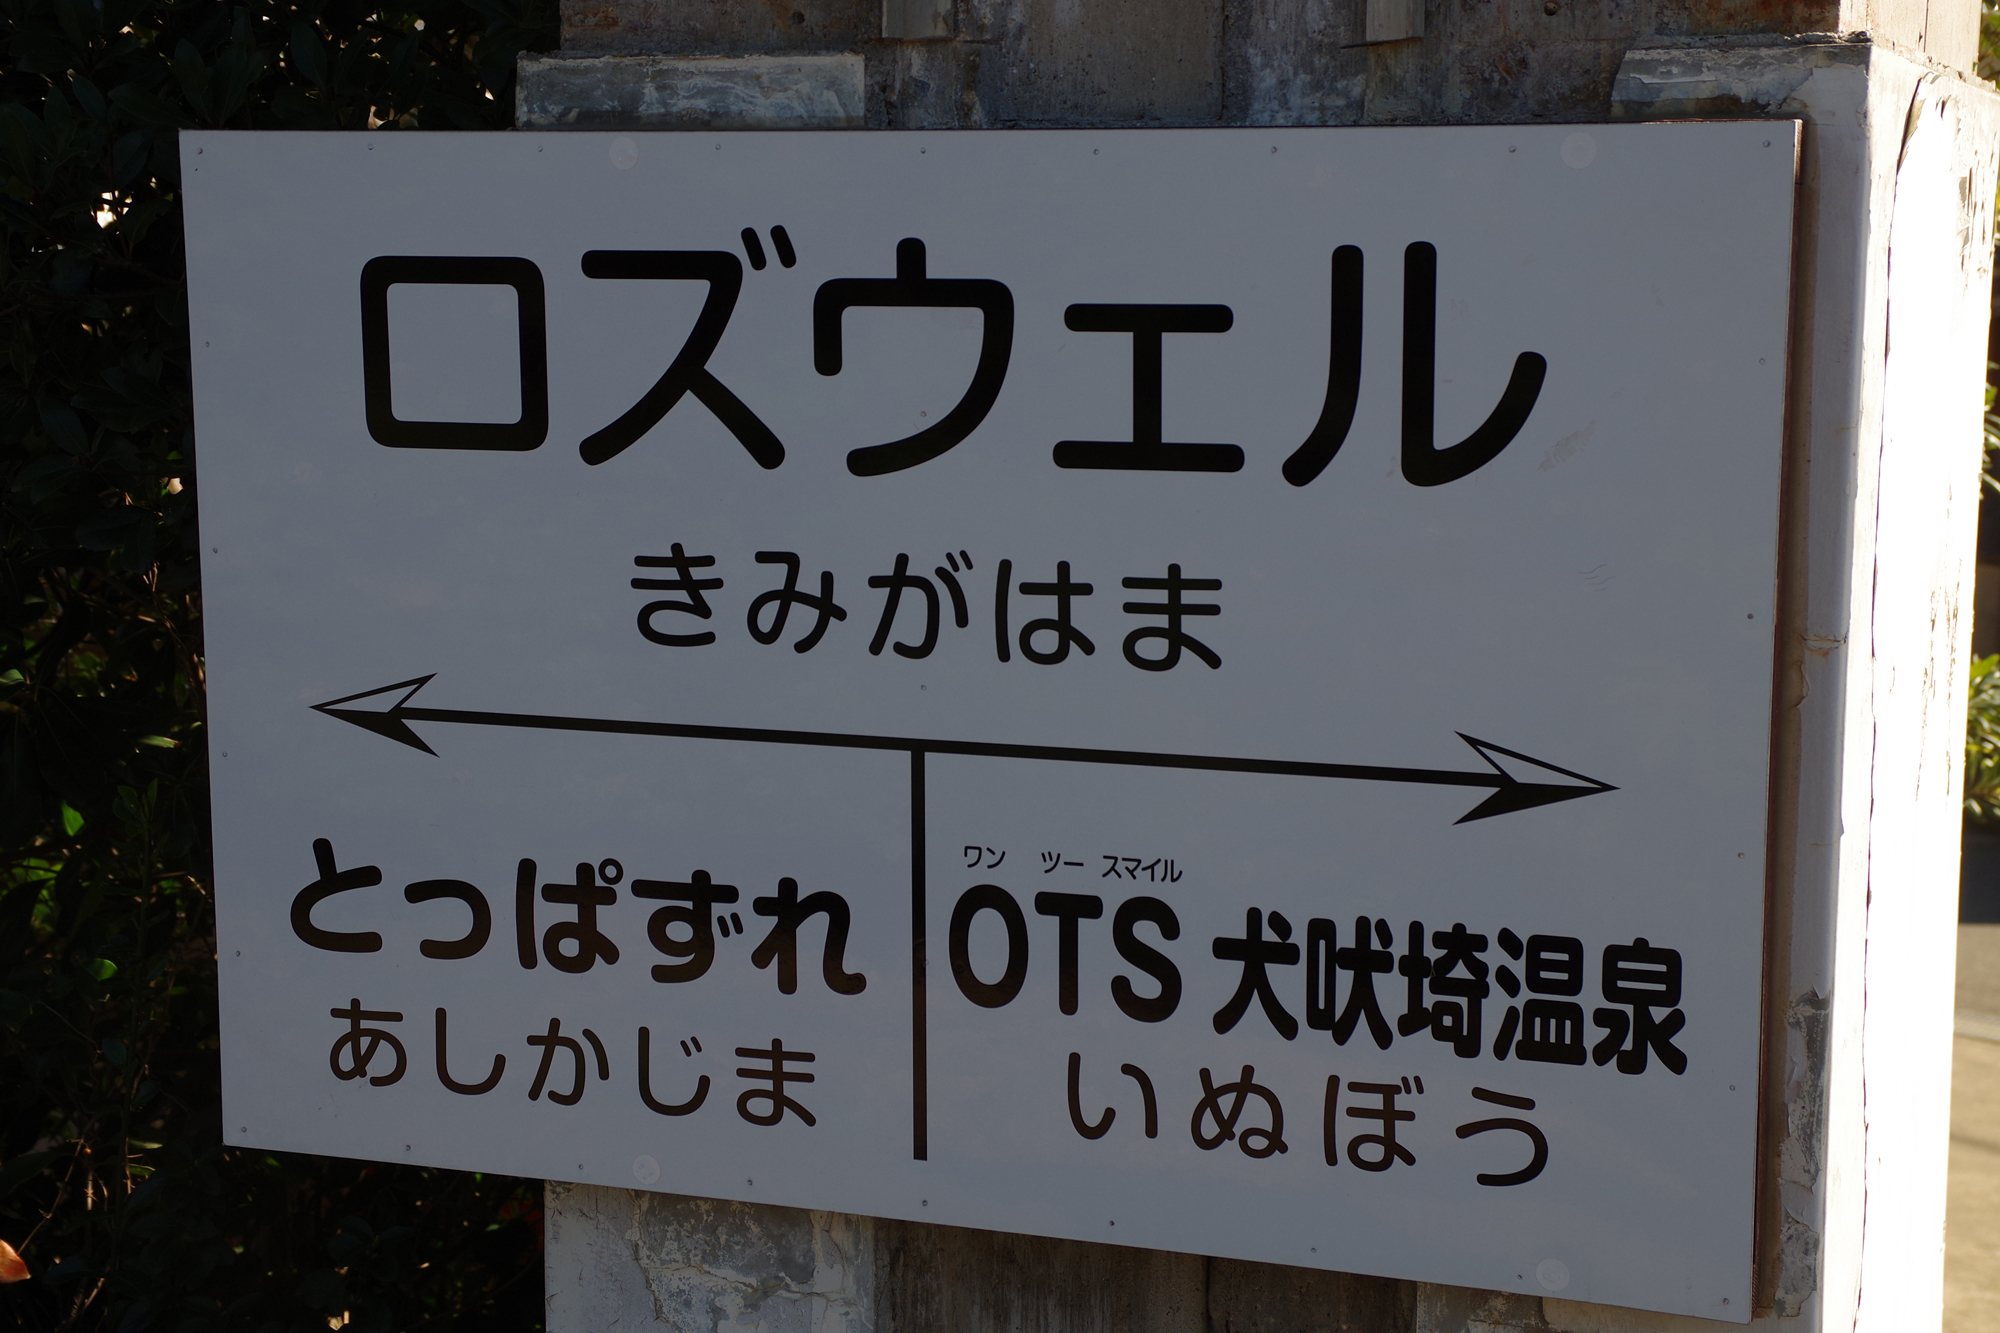 ロズウェル
きみがはま
とっぱずれ
あしかじま
ワン ツー スマイル
OTS 犬吠埼温泉
いぬぼう